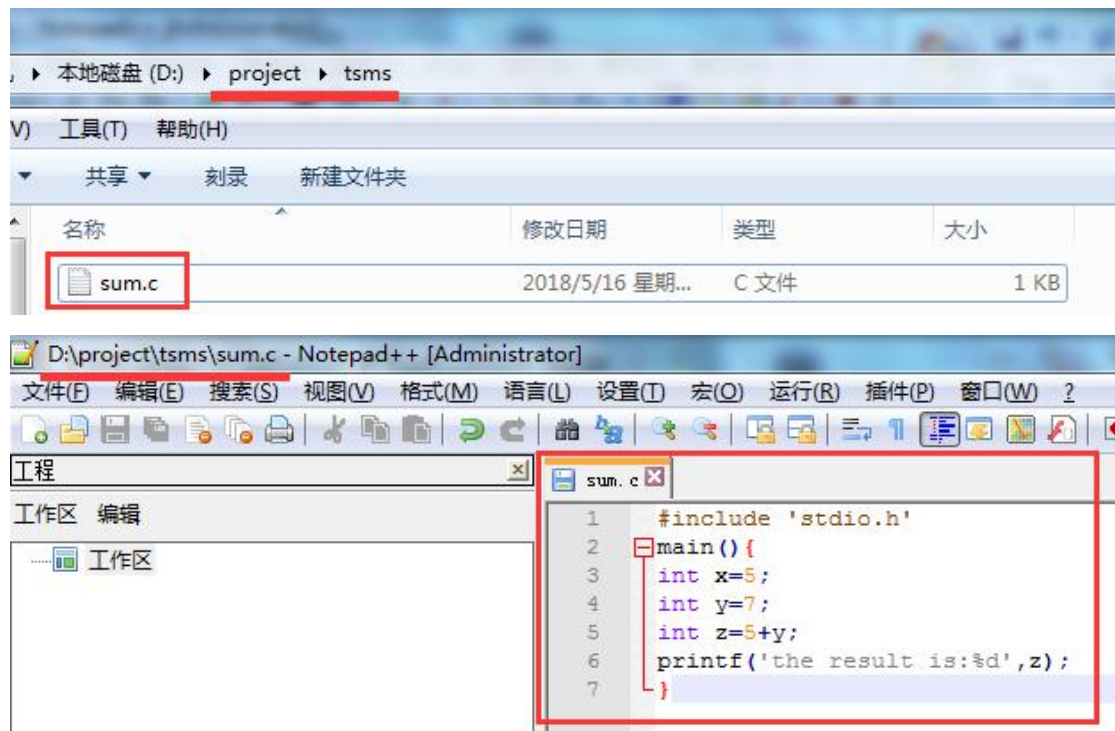 本地磁盘 (D:) ▸ project ▸ tsms
V) 工具(T) 帮助(H)
共享 刻录 新建文件夹
名称 修改日期 类型 大小
sum.c 2018/5/16 星期... C 文件 1 KB
D:\project\tsms\sum.c - Notepad++ [Administrator]
文件(F) 编辑(E) 搜索(S) 视图(V) 格式(M) 语言(L) 设置(T) 宏(O) 运行(R) 插件(P) 窗口(W) ?
工程
sum.c
工作区 编辑
工作区
1 #include 'stdio.h'
2 main(){
3 int x=5;
4 int y=7;
5 int z=5+y;
6 printf('the result is:%d',z);
7 }